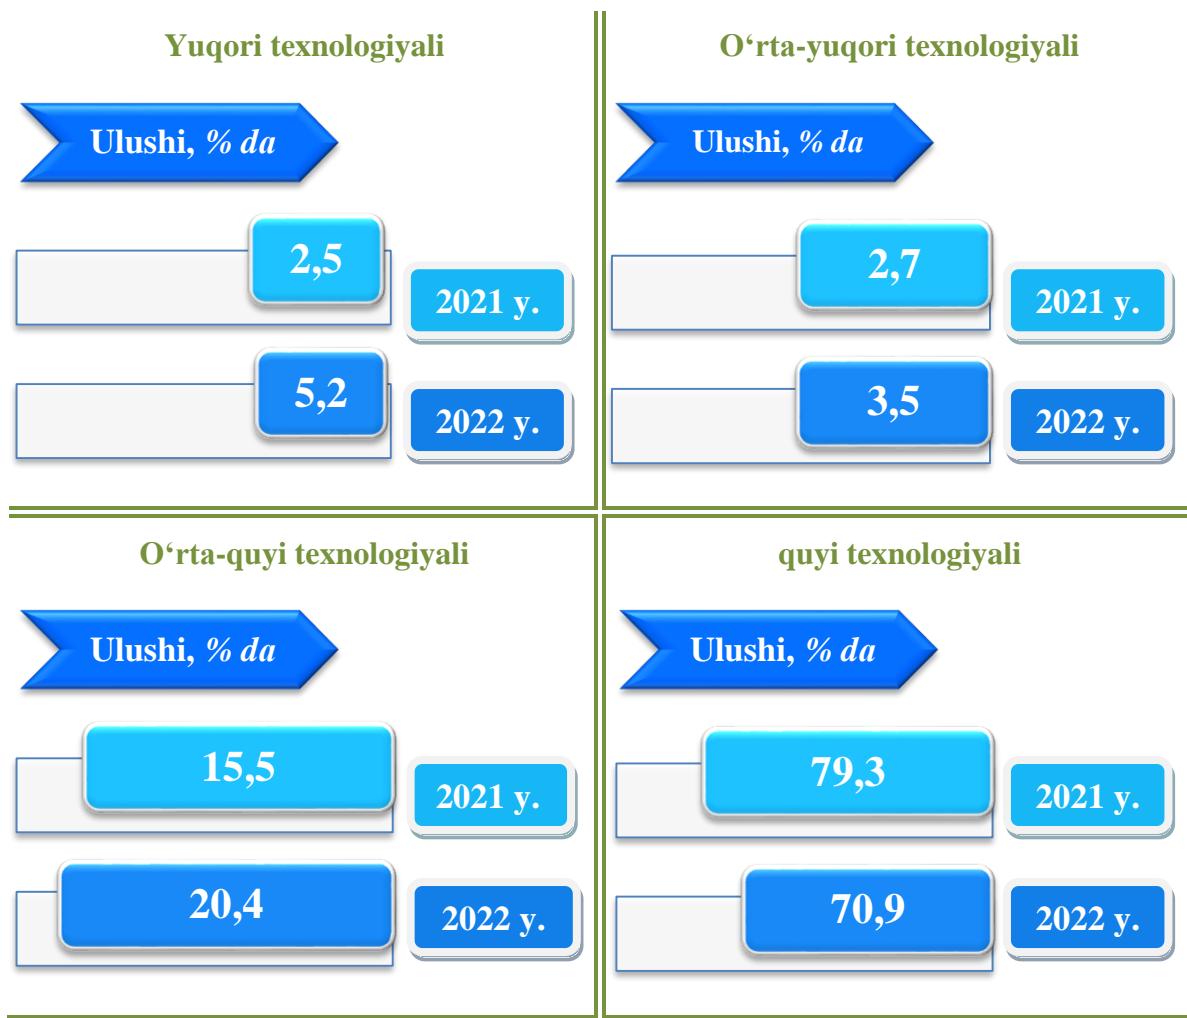 Yuqori texnologiyali
Ulushi, % da
2,5
2021 y.
5,2
2022 y.
O‘rta-yuqori texnologiyali
Ulushi, % da
2,7
2021 y.
3,5
2022 y.
O‘rta-quyi texnologiyali
Ulushi, % da
15,5
2021 y.
20,4
2022 y.
quyi texnologiyali
Ulushi, % da
79,3
2021 y.
70,9
2022 y.